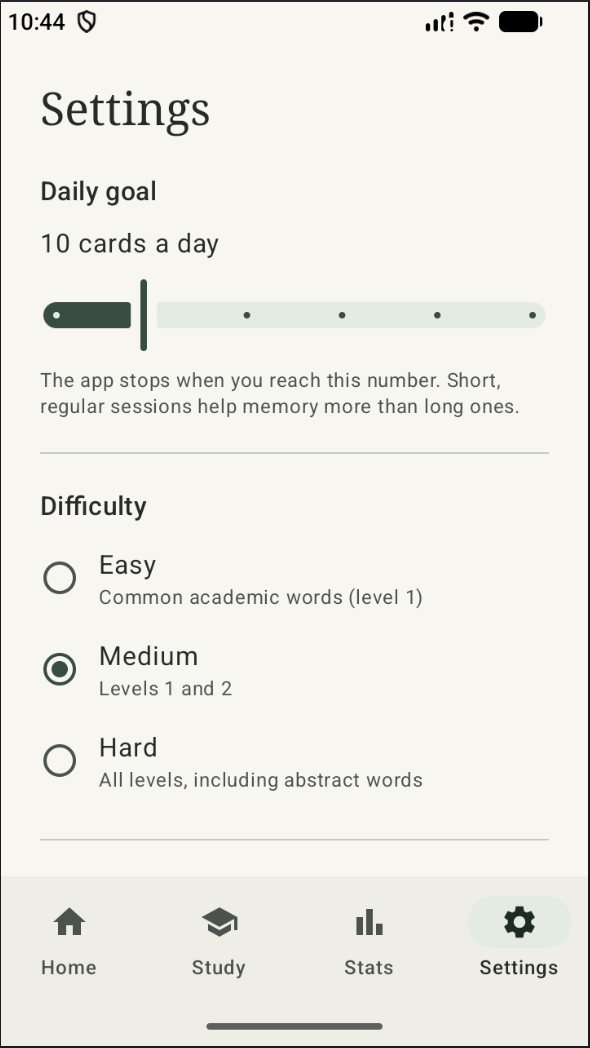 10:44
Settings
Daily goal
10 cards a day
The app stops when you reach this number. Short,
regular sessions help memory more than long ones.
Difficulty
Easy
Common academic words (level 1)
Medium
Levels 1 and 2
Hard
All levels, including abstract words
Home
Study
Stats
Settings